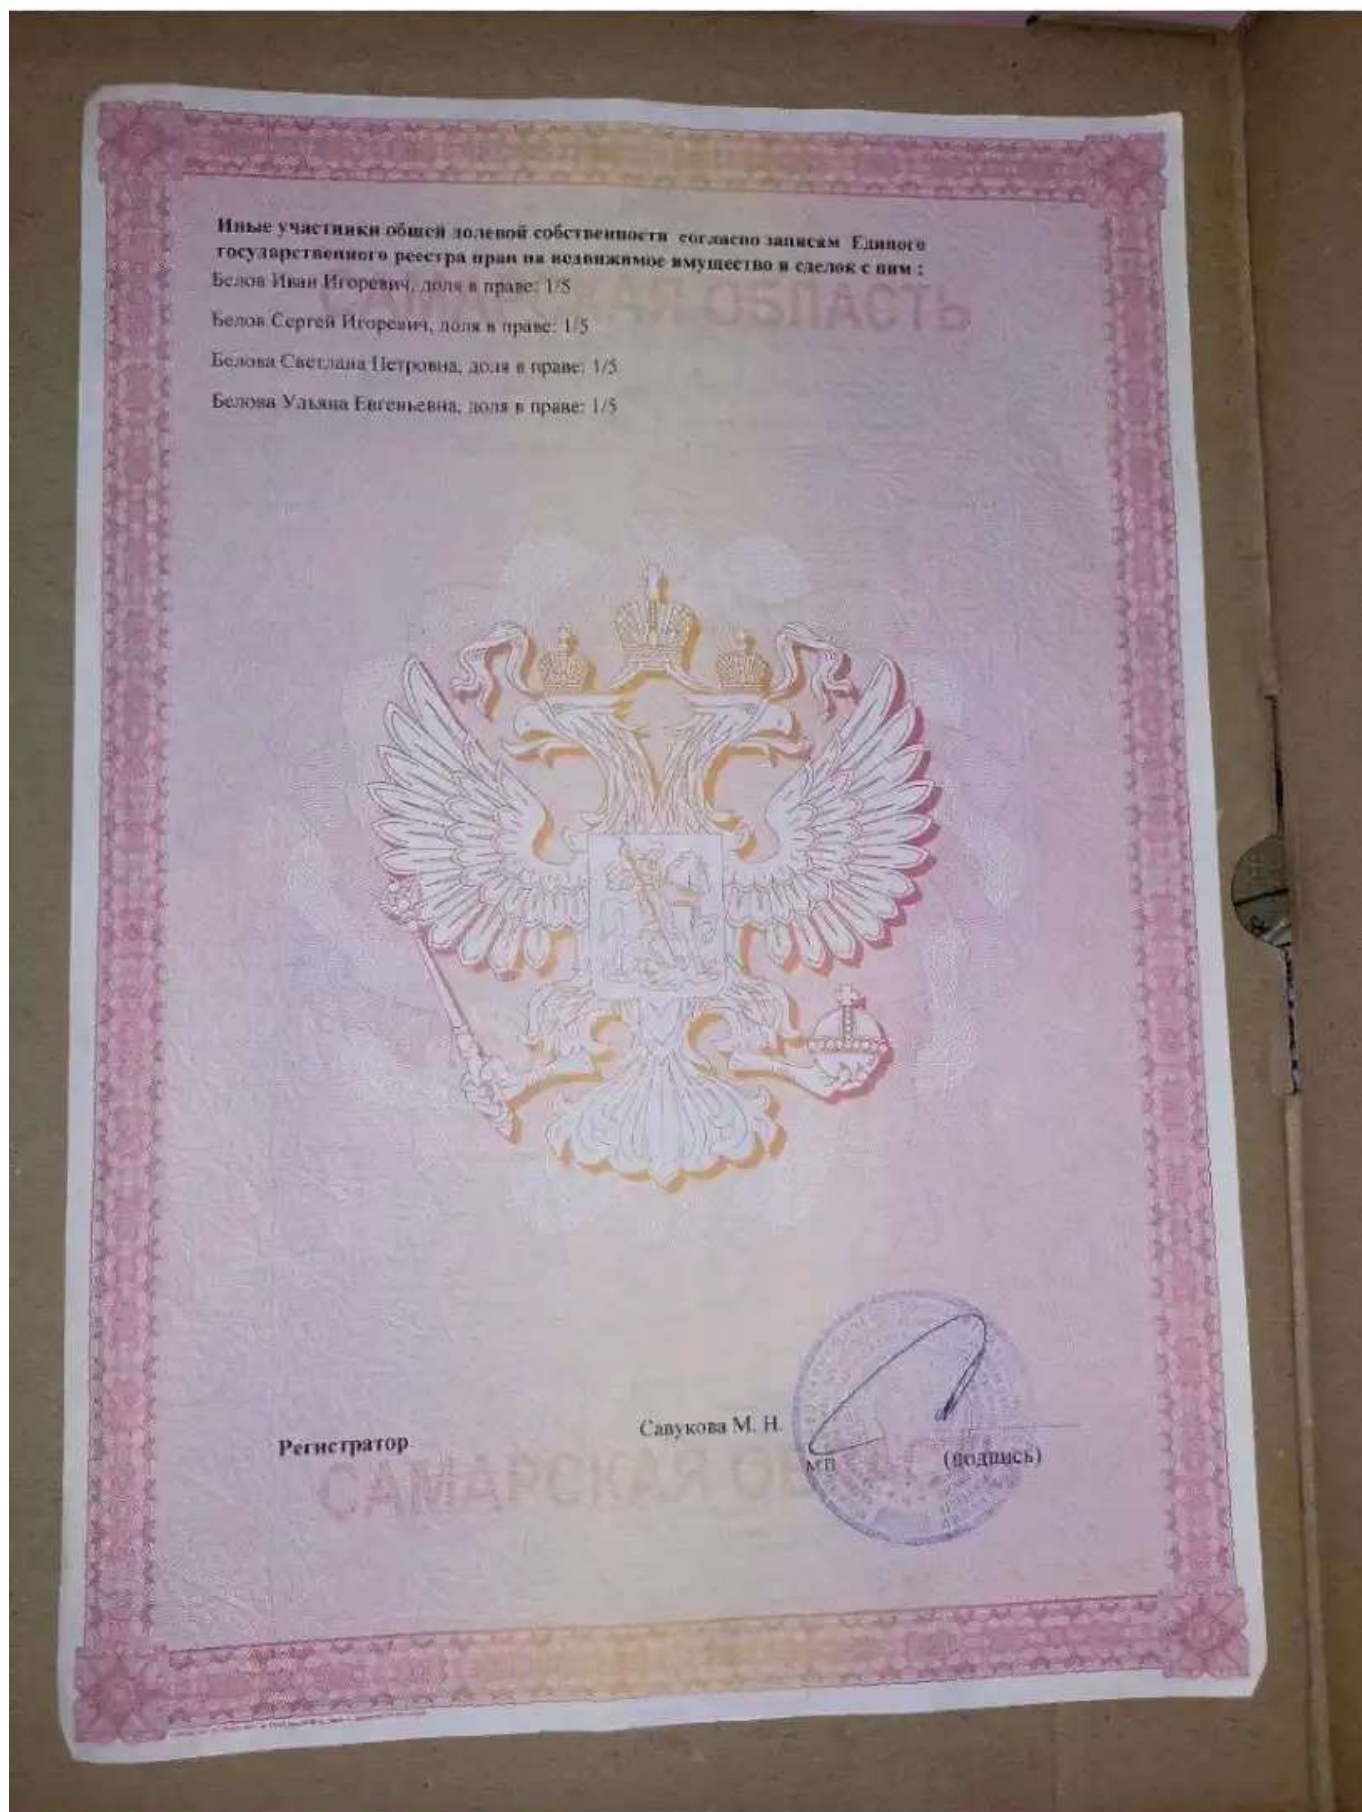 Иные участники общей долевой собственности согласно записям Единого
государственного реестра прав на недвижимое имущество и сделок с ним :
Белов Иван Игоревич, доля в праве: 1/5
САМАРСКАЯ ОБЛАСТЬ
Белов Сергей Игоревич, доля в праве: 1/5
Белова Светлана Петровна, доля в праве: 1/5
Белова Ульяна Евгеньевна, доля в праве: 1/5
Регистратор
Савукова М. Н.
М.П.
(подпись)
САМАРСКАЯ ОБЛАСТЬ